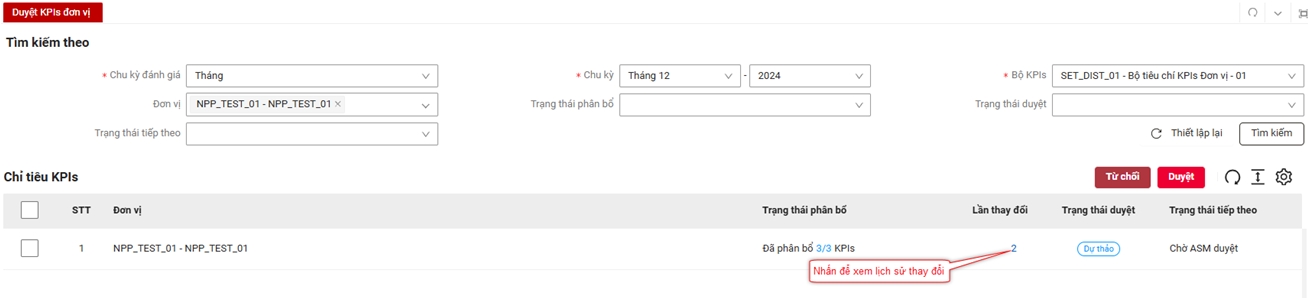 Duyệt KPIs đơn vị
Tìm kiếm theo
* Chu kỳ đánh giá Tháng * Chu kỳ Tháng 12 - 2024 * Bộ KPIs SET_DIST_01 - Bộ tiêu chí KPIs Đơn vị - 01
Đơn vị NPP_TEST_01 - NPP_TEST_01 × Trạng thái phân bổ Trạng thái duyệt
Trạng thái tiếp theo Thiết lập lại Tìm kiếm
Chỉ tiêu KPIs Từ chối Duyệt
STT Đơn vị Trạng thái phân bổ Lần thay đổi Trạng thái duyệt Trạng thái tiếp theo
1 NPP_TEST_01 - NPP_TEST_01 Đã phân bổ 3/3 KPIs 2 Dự thảo Chờ ASM duyệt
Nhấn để xem lịch sử thay đổi